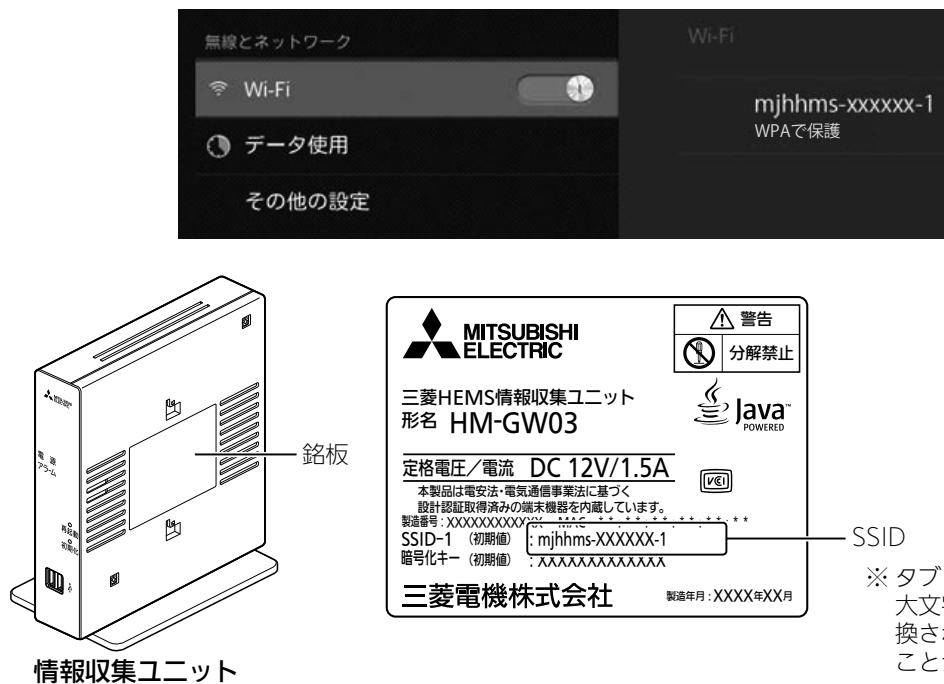 無線とネットワーク
Wi-Fi
データ使用
その他の設定
Wi-Fi
mjhhms-xxxxxx-1
WPAで保護
電源
アラーム
再起動
初期化
銘板
情報収集ユニット
MITSUBISHI
ELECTRIC
警告
分解禁止
三菱HEMS情報収集ユニット
形名 HM-GW03
Java™
POWERED
定格電圧/電流 DC 12V/1.5A
VCI
本製品は電安法・電気通信事業法に基づく
設計認証取得済みの端末機器を内蔵しています。
製造番号:XXXXXXXXXXXX MAC **.**.**.**.**.**
SSID-1 (初期値) : mjhhms-XXXXXX-1
暗号化キー (初期値) : XXXXXXXXXXXXX
三菱電機株式会社
製造年月:XXXX年XX月
SSID
※タブ
大文字
換さ
こと